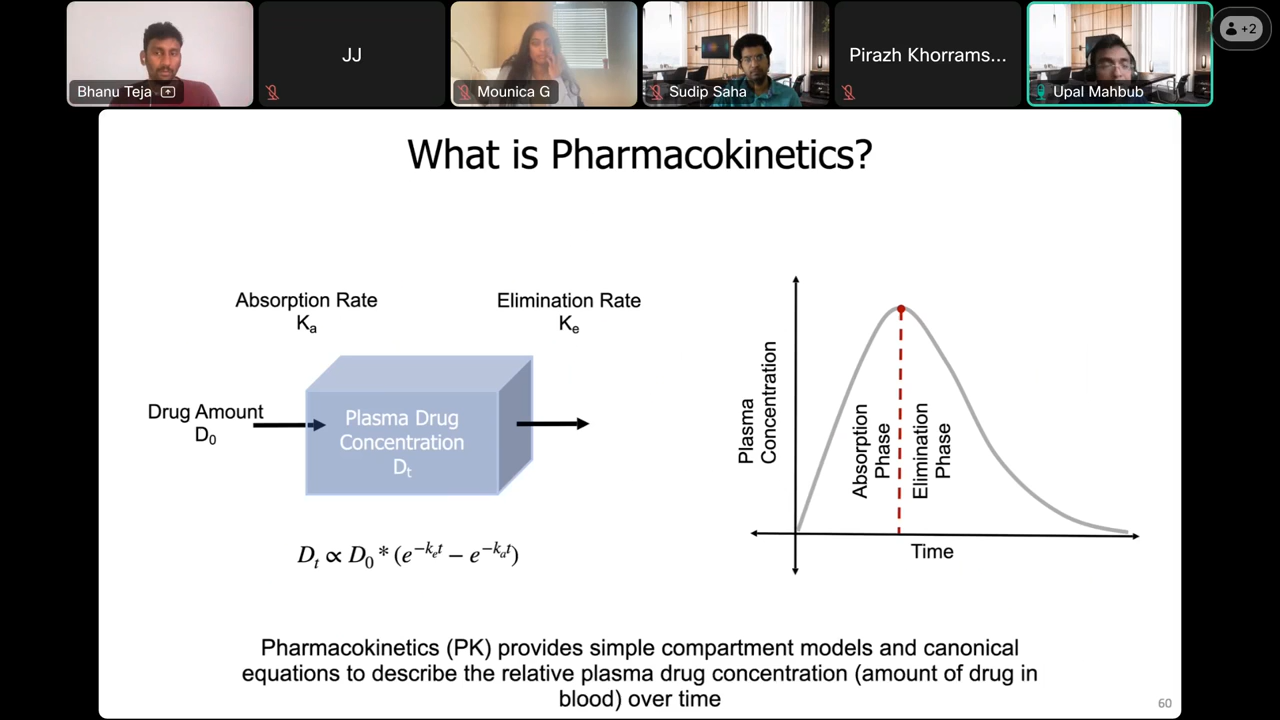 Bhanu Teja
JJ
Mounica G
Sudip Saha
Pirazh Khorrams...
Upal Mahbub
+2
What is Pharmacokinetics?
Absorption Rate
Kₐ
Elimination Rate
Kₑ
Drug Amount
D₀
Plasma Drug
Concentration
Dₜ
Dₜ ∝ D₀ * (e^{-kₑt} − e^{-kₐt})
Plasma
Concentration
Absorption
Phase
Elimination
Phase
Time
Pharmacokinetics (PK) provides simple compartment models and canonical
equations to describe the relative plasma drug concentration (amount of drug in
blood) over time
60